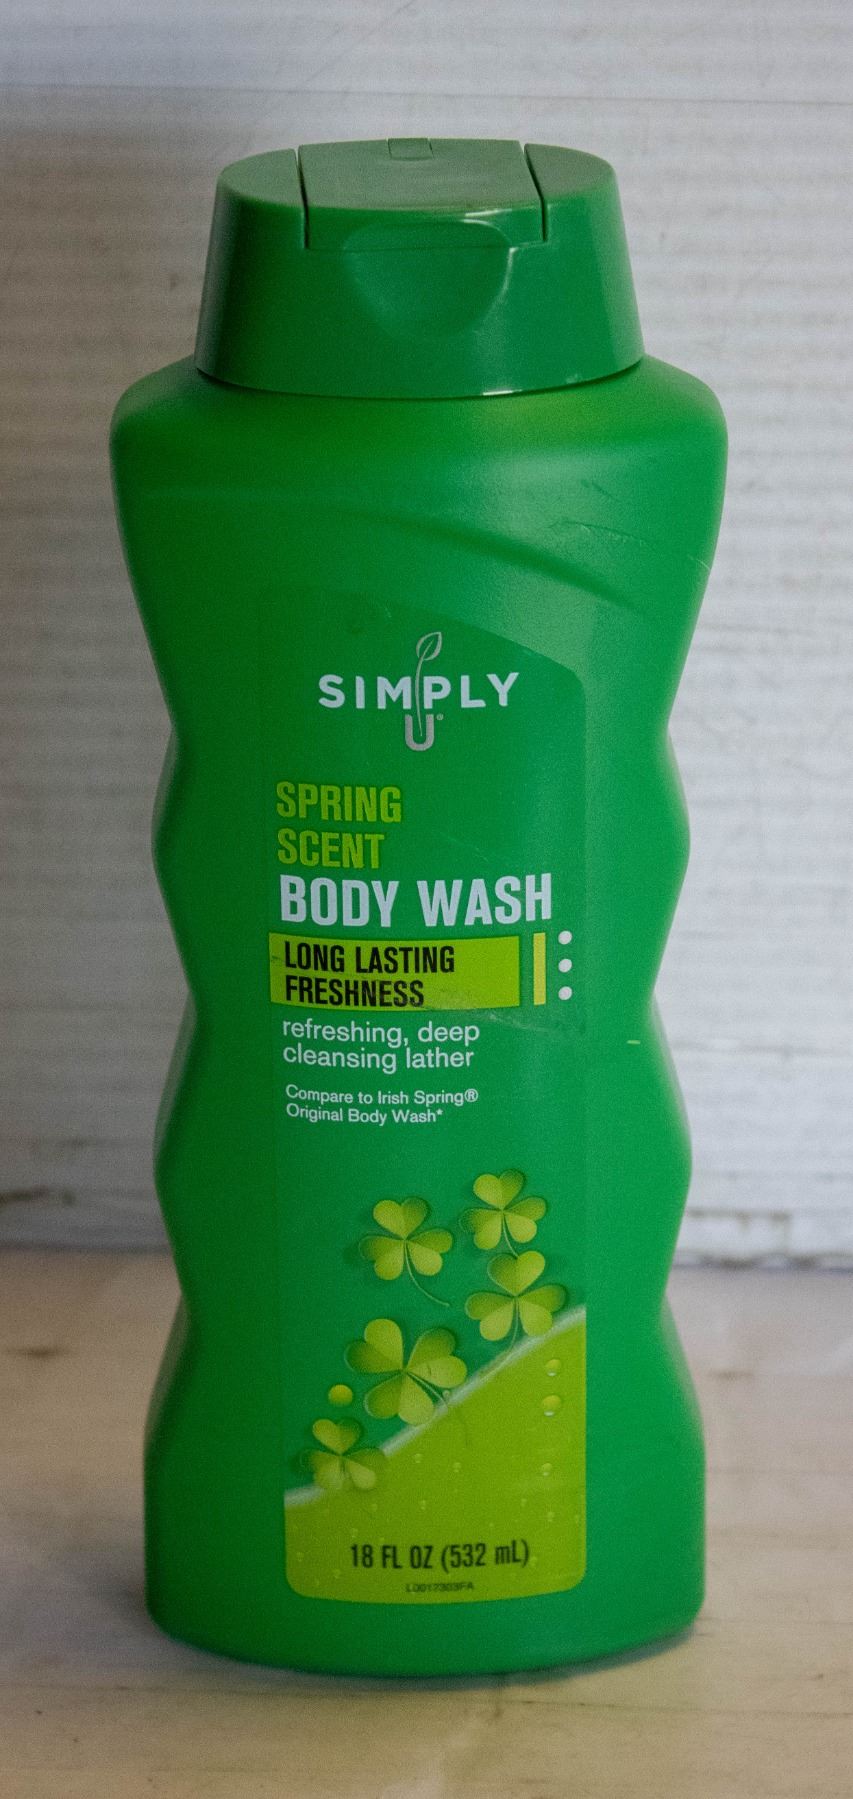 SIMPLY
U®
SPRING
SCENT
BODY WASH
LONG LASTING
FRESHNESS
refreshing, deep
cleansing lather
Compare to Irish Spring®
Original Body Wash*
18 FL OZ (532 mL)
L0017303FA